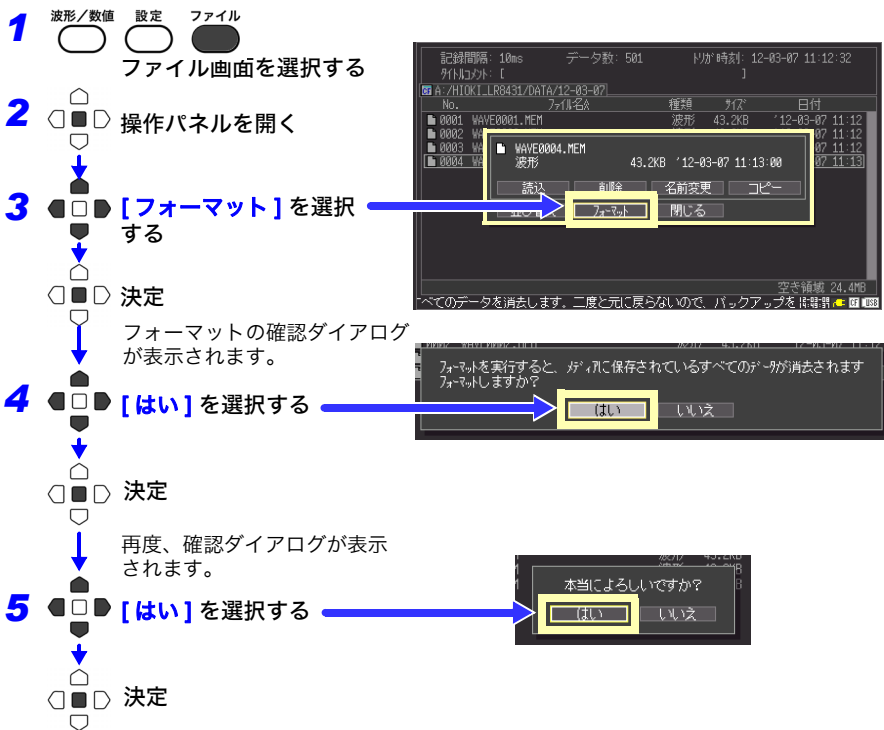 1 波形／数値 設定 ファイル
ファイル画面を選択する
2 操作パネルを開く
3 [フォーマット]を選択
する
決定
フォーマットの確認ダイアログ
が表示されます。
4 [はい]を選択する
決定
再度、確認ダイアログが表示
されます。
5 [はい]を選択する
決定
記録間隔: 10ms データ数: 501 トリガ時刻: 12-03-07 11:12:32
タイトルコメント: [ ]
CF A:/HIOKI_LR8431/DATA/12-03-07
No. ファイル名 種類 サイズ 日付
0001 WAVE0001.MEM 波形 43.2KB '12-03-07 11:12
0002 07 11:12
0003 07 11:12
0004 07 11:13
WAVE0004.MEM
波形 43.2KB '12-03-07 11:13:00
読込 削除 名前変更 コピー
フォーマット 閉じる
空き領域 24.4MB
べてのデータを消去します。二度と元に戻らないので、バックアップを CF USB
フォーマットを実行すると、メディアに保存されているすべてのデータが消去されます
フォーマットしますか?
はい いいえ
本当によろしいですか?
はい いいえ